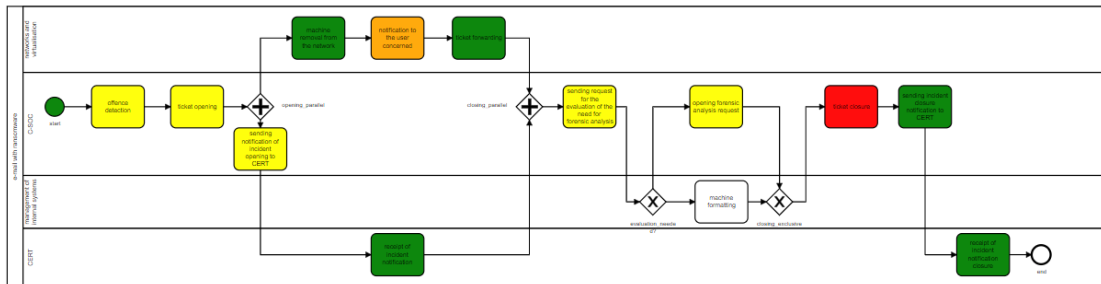 e-mail with ransomware
networks and
virtualisation
machine
removal from
the network
notification to
the user
concerned
ticket forwarding
C-SOC
start
offence
detection
ticket opening
opening_parallel
sending
notification of
incident
opening to
CERT
closing_parallel
sending request
for the
evaluation of the
need for
forensic analysis
opening forensic
analysis request
ticket closure
sending incident
closure
notification to
CERT
management of
internal systems
evaluation_neede
d?
machine
formatting
closing_exclusive
CERT
receipt of
incident
notification
receipt of
incident
notification
closure
end